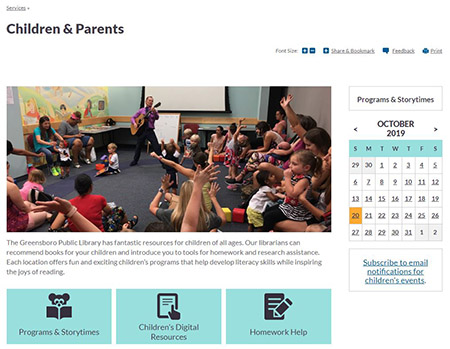 Services »
Children & Parents
Font Size: + -
+ Share & Bookmark
Feedback
Print
Programs & Storytimes
< OCTOBER 2019 >
S M T W T F S
29 30 1 2 3 4 5
6 7 8 9 10 11 12
13 14 15 16 17 18 19
20 21 22 23 24 25 26
27 28 29 30 31 1 2
Subscribe to email
notifications for
children's events.
The Greensboro Public Library has fantastic resources for children of all ages. Our librarians can
recommend books for your children and introduce you to tools for homework and research assistance.
Each location offers fun and exciting children's programs that help develop literacy skills while inspiring
the joys of reading.
Programs & Storytimes
Children's Digital
Resources
Homework Help